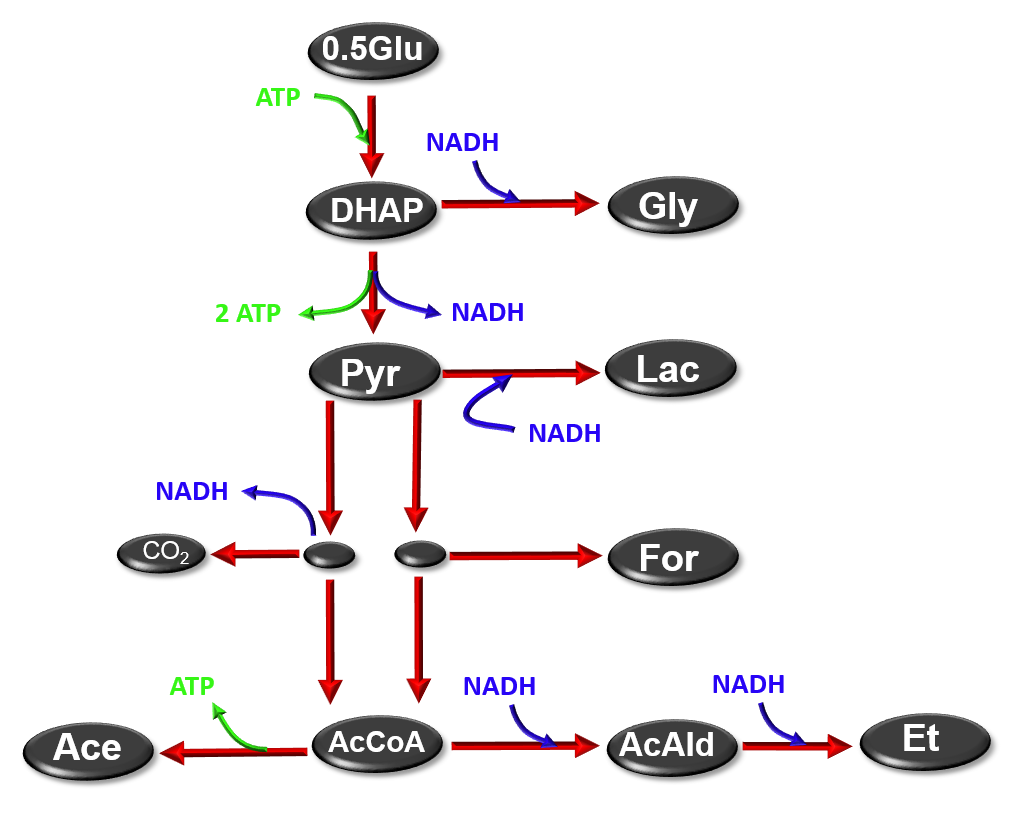 0.5Glu
ATP
NADH
DHAP
Gly
2 ATP
NADH
Pyr
Lac
NADH
NADH
CO₂
For
ATP
NADH
NADH
Ace
AcCoA
AcAld
Et